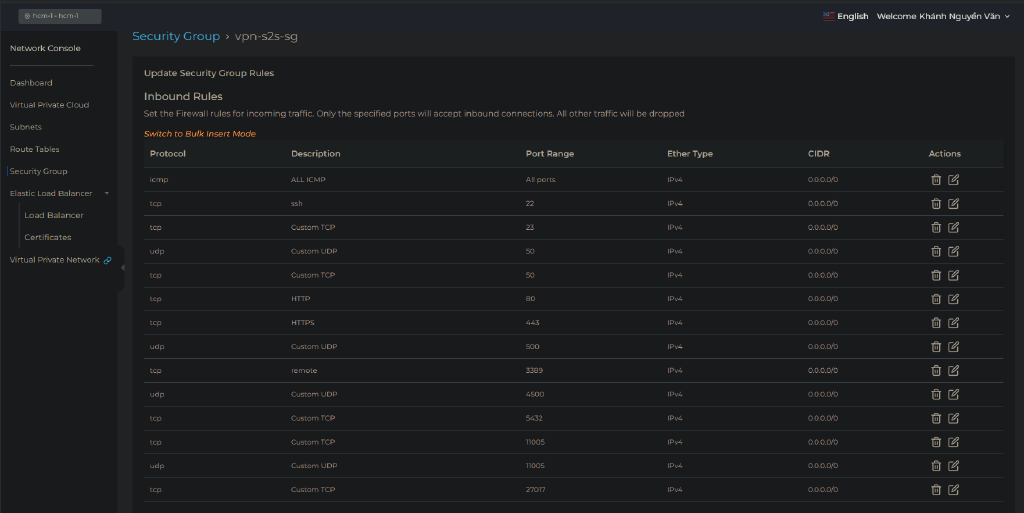 hcm-1 - hcm-1
English Welcome Khánh Nguyễn Văn
Network Console
Dashboard
Virtual Private Cloud
Subnets
Route Tables
Security Group
Elastic Load Balancer
Load Balancer
Certificates
Virtual Private Network
Security Group › vpn-s2s-sg
Update Security Group Rules
Inbound Rules
Set the Firewall rules for incoming traffic. Only the specified ports will accept inbound connections. All other traffic will be dropped
Switch to Bulk Insert Mode
Protocol Description Port Range Ether Type CIDR Actions
icmp ALL ICMP All ports IPv4 0.0.0.0/0
tcp ssh 22 IPv4 0.0.0.0/0
tcp Custom TCP 23 IPv4 0.0.0.0/0
udp Custom UDP 50 IPv4 0.0.0.0/0
tcp Custom TCP 50 IPv4 0.0.0.0/0
tcp HTTP 80 IPv4 0.0.0.0/0
tcp HTTPS 443 IPv4 0.0.0.0/0
udp Custom UDP 500 IPv4 0.0.0.0/0
tcp remote 3389 IPv4 0.0.0.0/0
udp Custom UDP 4500 IPv4 0.0.0.0/0
tcp Custom TCP 5432 IPv4 0.0.0.0/0
tcp Custom TCP 11005 IPv4 0.0.0.0/0
udp Custom UDP 11005 IPv4 0.0.0.0/0
tcp Custom TCP 27017 IPv4 0.0.0.0/0